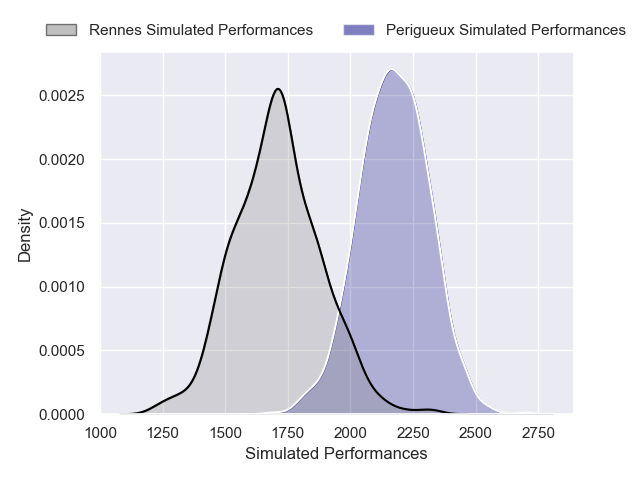 Rennes Simulated Performances
Perigueux Simulated Performances
0.0025
0.0020
0.0015
0.0010
0.0005
0.0000
Density
1000 1250 1500 1750 2000 2250 2500 2750
Simulated Performances